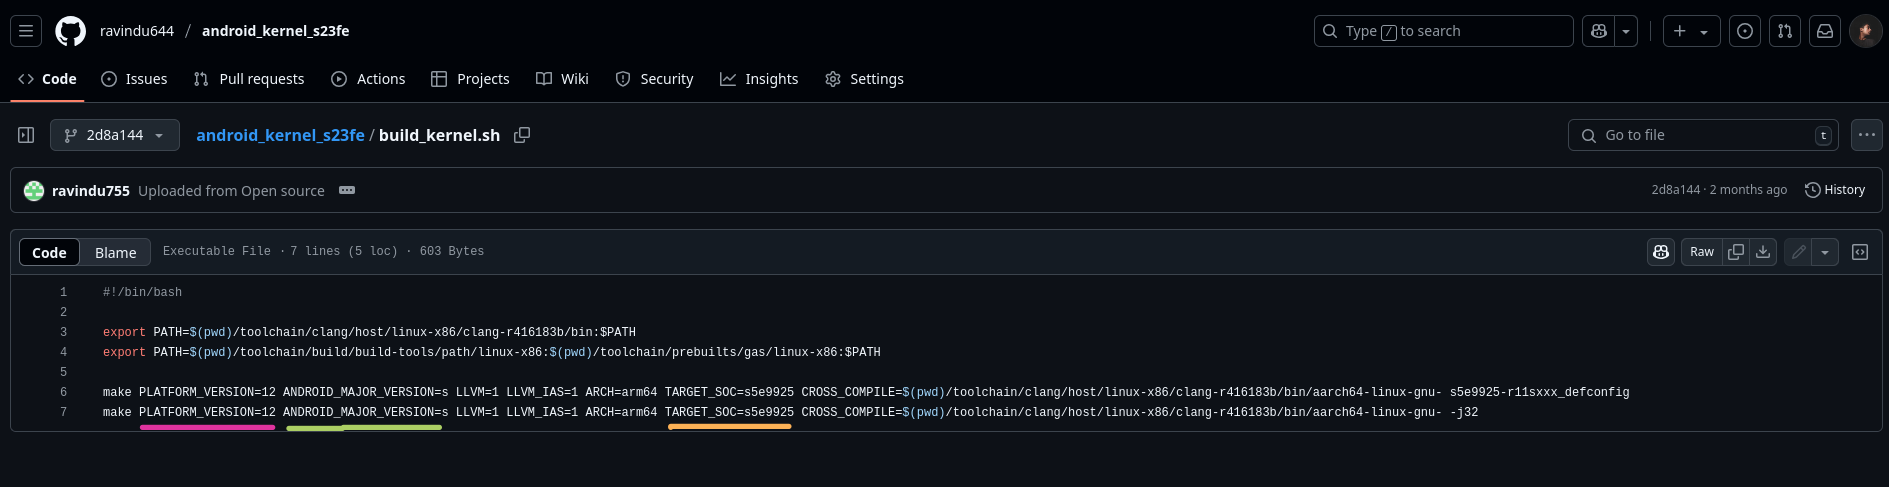 ravindu644 / android_kernel_s23fe
Type / to search
Code Issues Pull requests Actions Projects Wiki Security Insights Settings
2d8a144 android_kernel_s23fe / build_kernel.sh
Go to file t
ravindu755 Uploaded from Open source
2d8a144 · 2 months ago History
Code Blame Executable File · 7 lines (5 loc) · 603 Bytes
Raw
1 #!/bin/bash
2
3 export PATH=$(pwd)/toolchain/clang/host/linux-x86/clang-r416183b/bin:$PATH
4 export PATH=$(pwd)/toolchain/build/build-tools/path/linux-x86:$(pwd)/toolchain/prebuilts/gas/linux-x86:$PATH
5
6 make PLATFORM_VERSION=12 ANDROID_MAJOR_VERSION=s LLVM=1 LLVM_IAS=1 ARCH=arm64 TARGET_SOC=s5e9925 CROSS_COMPILE=$(pwd)/toolchain/clang/host/linux-x86/clang-r416183b/bin/aarch64-linux-gnu- s5e9925-r11sxxx_defconfig
7 make PLATFORM_VERSION=12 ANDROID_MAJOR_VERSION=s LLVM=1 LLVM_IAS=1 ARCH=arm64 TARGET_SOC=s5e9925 CROSS_COMPILE=$(pwd)/toolchain/clang/host/linux-x86/clang-r416183b/bin/aarch64-linux-gnu- -j32